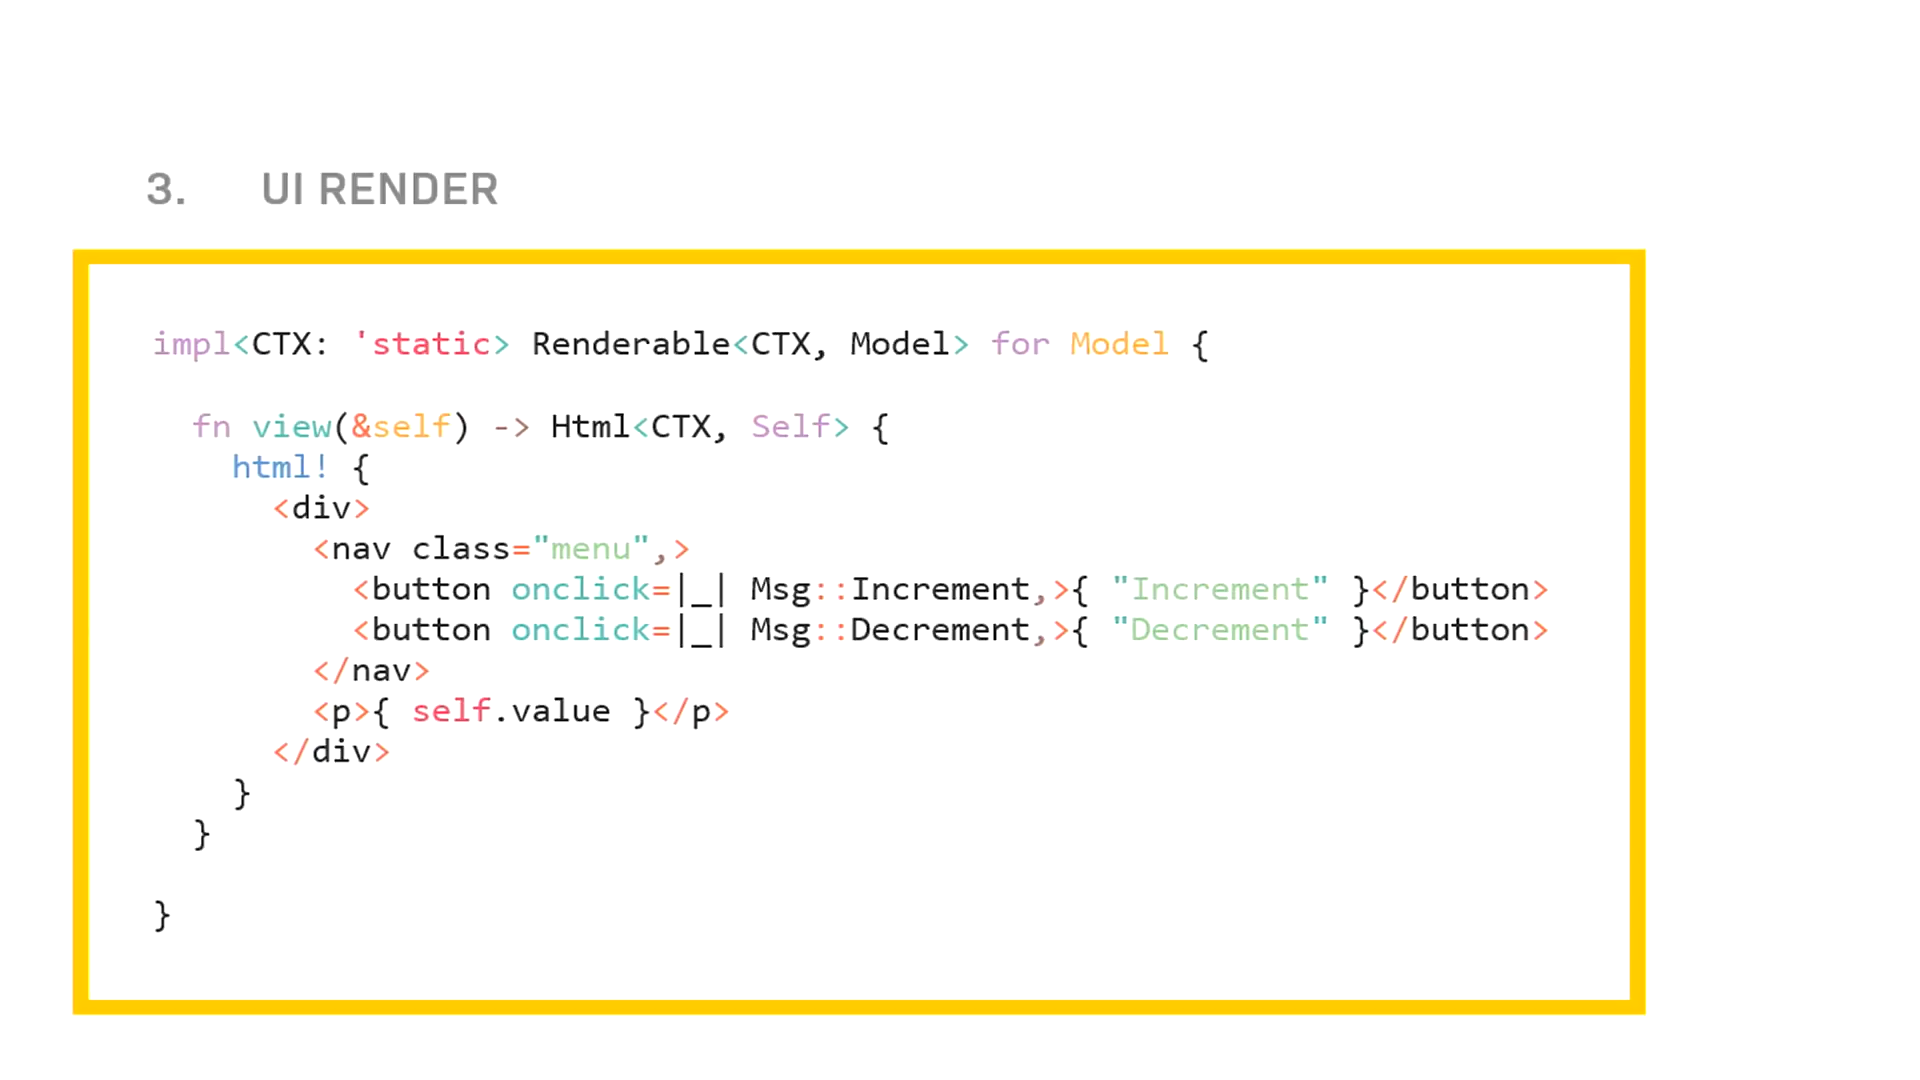 3. UI RENDER
impl<CTX: 'static> Renderable<CTX, Model> for Model {
fn view(&self) -> Html<CTX, Self> {
html! {
<div>
<nav class="menu",>
<button onclick=|_| Msg::Increment,>{ "Increment" }</button>
<button onclick=|_| Msg::Decrement,>{ "Decrement" }</button>
</nav>
<p>{ self.value }</p>
</div>
}
}
}